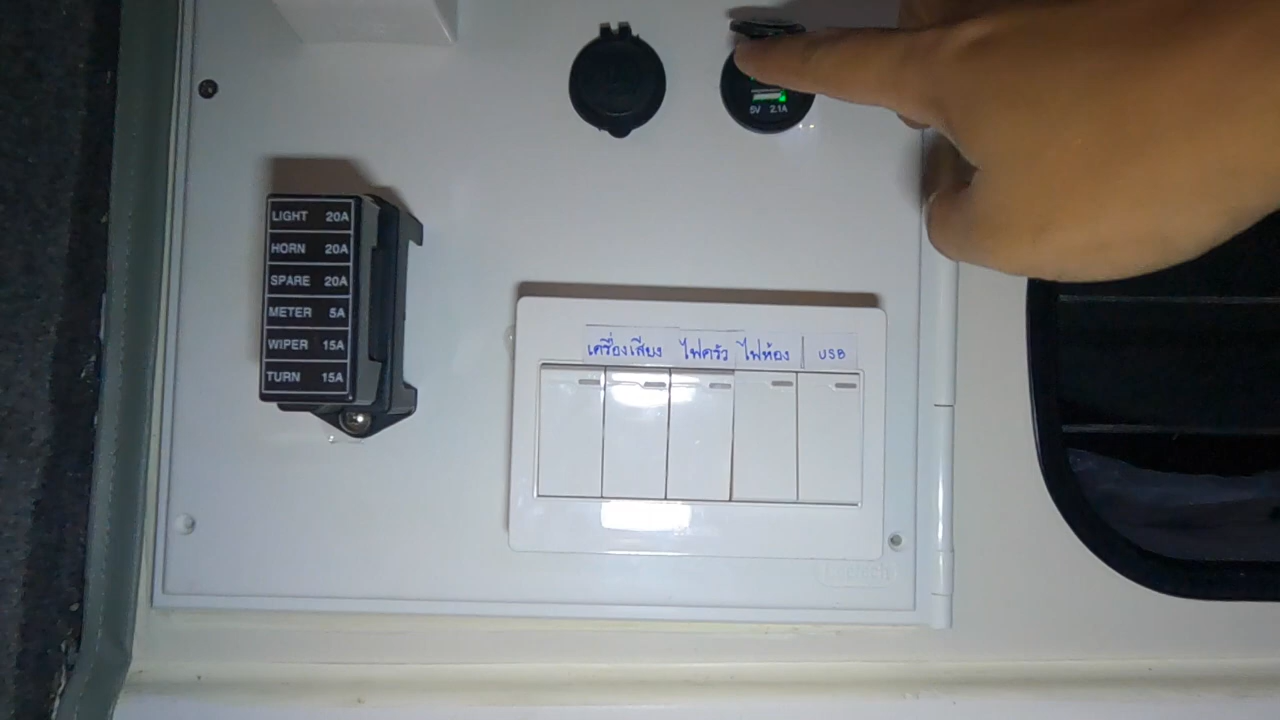 5V 2.1A
LIGHT 20A
HORN 20A
SPARE 20A
METER 5A
WIPER 15A
TURN 15A
เครื่องเสียง ไฟครัว ไฟห้อง USB